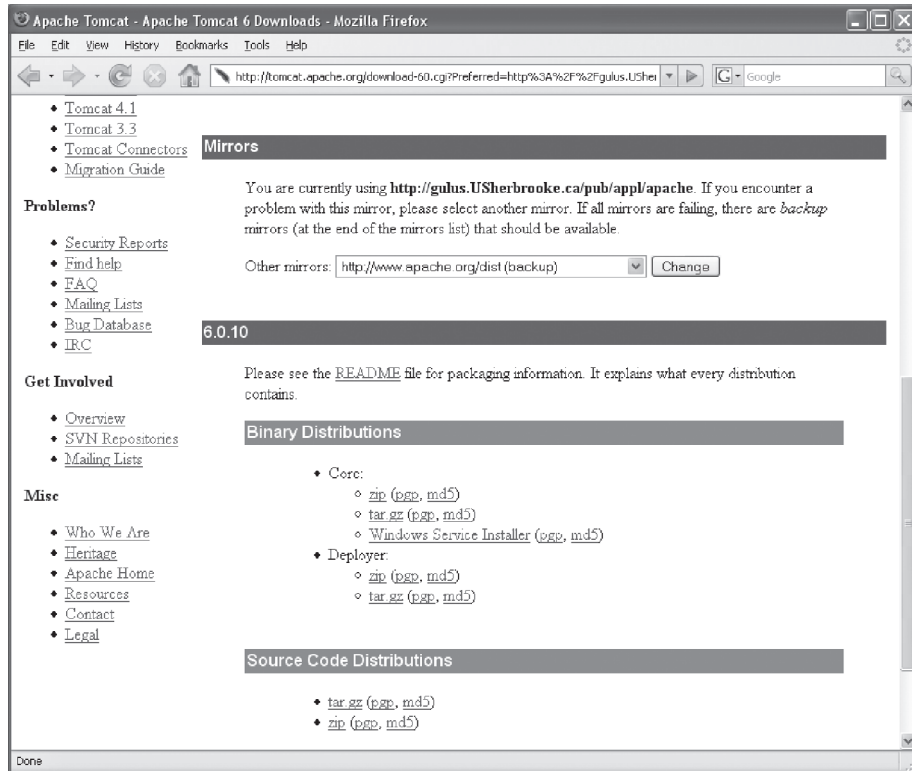 Apache Tomcat - Apache Tomcat 6 Downloads - Mozilla Firefox
File Edit View History Bookmarks Tools Help
http://tomcat.apache.org/download-60.cgi?Preferred=http%3A%2F%2Fgulus.USher
G Google
Tomcat 4.1
Tomcat 3.3
Tomcat Connectors
Migration Guide
Problems?
Security Reports
Find help
FAQ
Mailing Lists
Bug Database
IRC
Get Involved
Overview
SVN Repositories
Mailing Lists
Misc
Who We Are
Heritage
Apache Home
Resources
Contact
Legal
Mirrors
You are currently using http://gulus.USherbrooke.ca/pub/appl/apache. If you encounter a
problem with this mirror, please select another mirror. If all mirrors are failing, there are backup
mirrors (at the end of the mirrors list) that should be available.
Other mirrors: http://www.apache.org/dist (backup) Change
6.0.10
Please see the README file for packaging information. It explains what every distribution
contains.
Binary Distributions
Core:
zip (pgp, md5)
tar.gz (pgp, md5)
Windows Service Installer (pgp, md5)
Deployer:
zip (pgp, md5)
tar.gz (pgp, md5)
Source Code Distributions
tar.gz (pgp, md5)
zip (pgp, md5)
Done